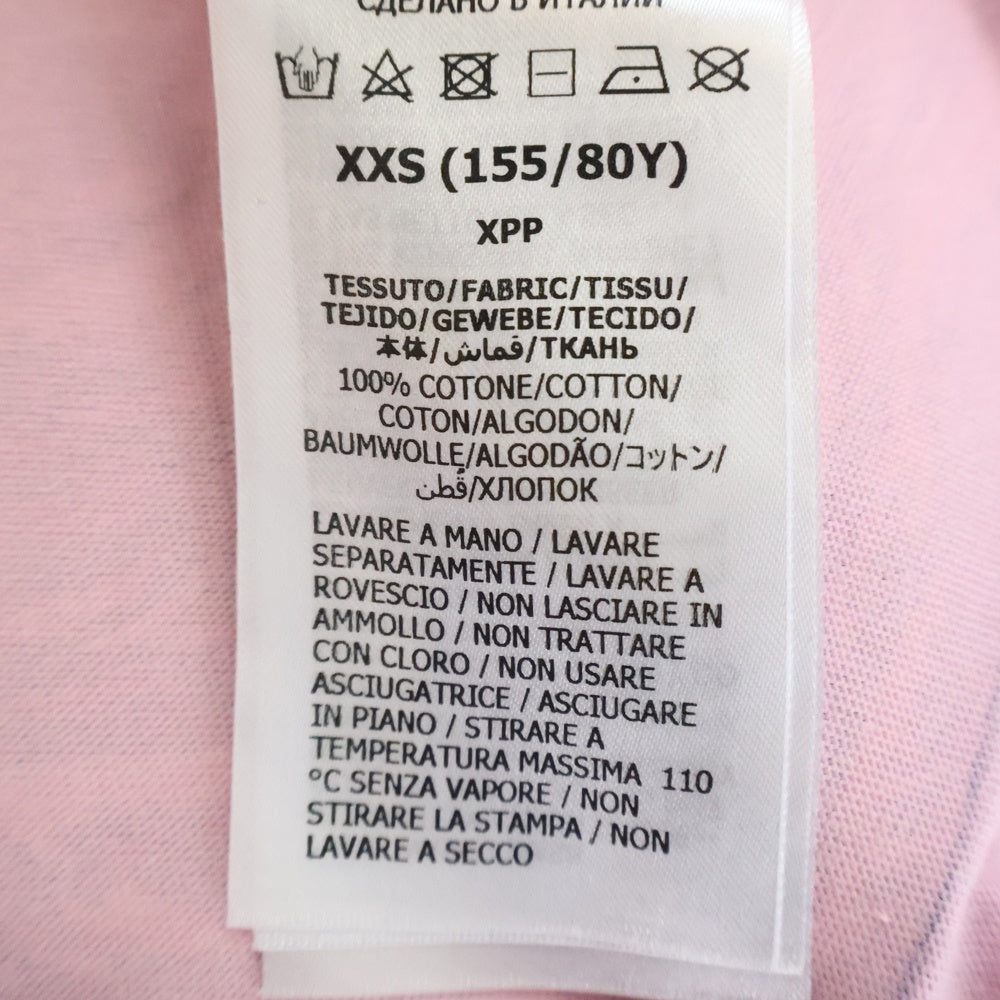 СДЕЛАНО В ИТАЛИИ
XXS (155/80Y)
XPP
TESSUTO/FABRIC/TISSU/
TEJIDO/GEWEBE/TECIDO/
本体/قماش/ТКАНЬ
100% COTONE/COTTON/
COTON/ALGODON/
BAUMWOLLE/ALGODÃO/コットン/
قُطن/ХЛОПОК
LAVARE A MANO / LAVARE
SEPARATAMENTE / LAVARE A
ROVESCIO / NON LASCIARE IN
AMMOLLO / NON TRATTARE
CON CLORO / NON USARE
ASCIUGATRICE / ASCIUGARE
IN PIANO / STIRARE A
TEMPERATURA MASSIMA 110
°C SENZA VAPORE / NON
STIRARE LA STAMPA / NON
LAVARE A SECCO